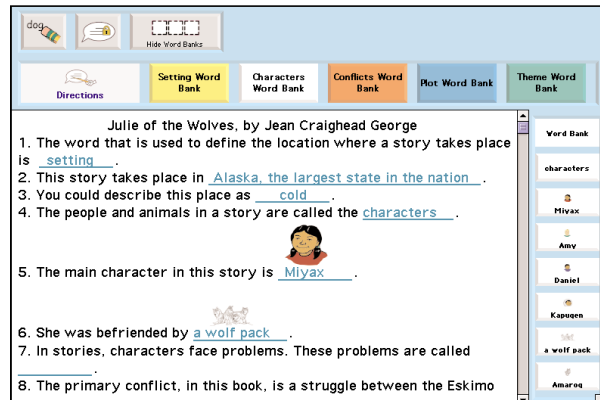 dog
Hide Word Banks
Directions
Setting Word Bank
Characters Word Bank
Conflicts Word Bank
Plot Word Bank
Theme Word Bank
Julie of the Wolves, by Jean Craighead George
1. The word that is used to define the location where a story takes place
is setting .
2. This story takes place in Alaska, the largest state in the nation .
3. You could describe this place as cold .
4. The people and animals in a story are called the characters .
5. The main character in this story is Miyax .
6. She was befriended by a wolf pack .
7. In stories, characters face problems. These problems are called
__________ .
8. The primary conflict, in this book, is a struggle between the Eskimo
Word Bank
characters
Miyax
Amy
Daniel
Kapugen
a wolf pack
Amaroq